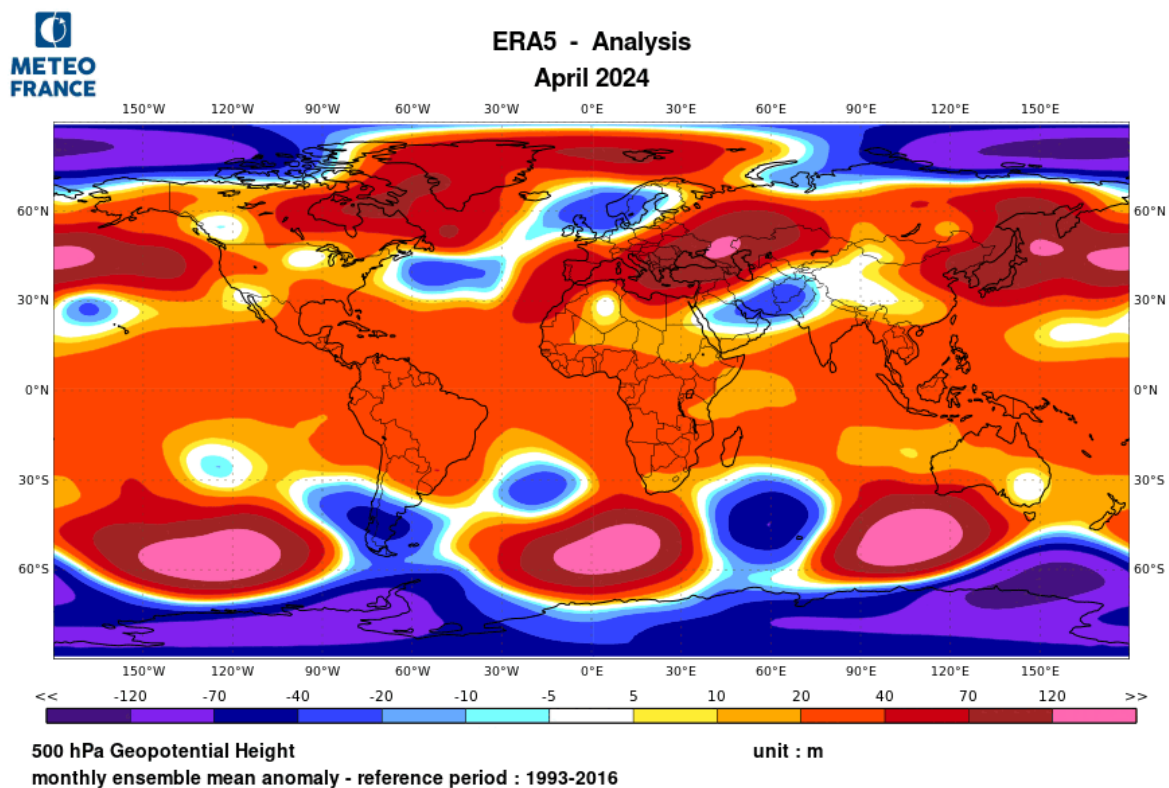 METEO
FRANCE
ERA5 - Analysis
April 2024
150°W 120°W 90°W 60°W 30°W 0°E 30°E 60°E 90°E 120°E 150°E
60°N 60°N
30°N 30°N
0°N 0°N
30°S 30°S
60°S 60°S
150°W 120°W 90°W 60°W 30°W 0°E 30°E 60°E 90°E 120°E 150°E
<< -120 -70 -40 -20 -10 -5 5 10 20 40 70 120 >>
500 hPa Geopotential Height unit : m
monthly ensemble mean anomaly - reference period : 1993-2016